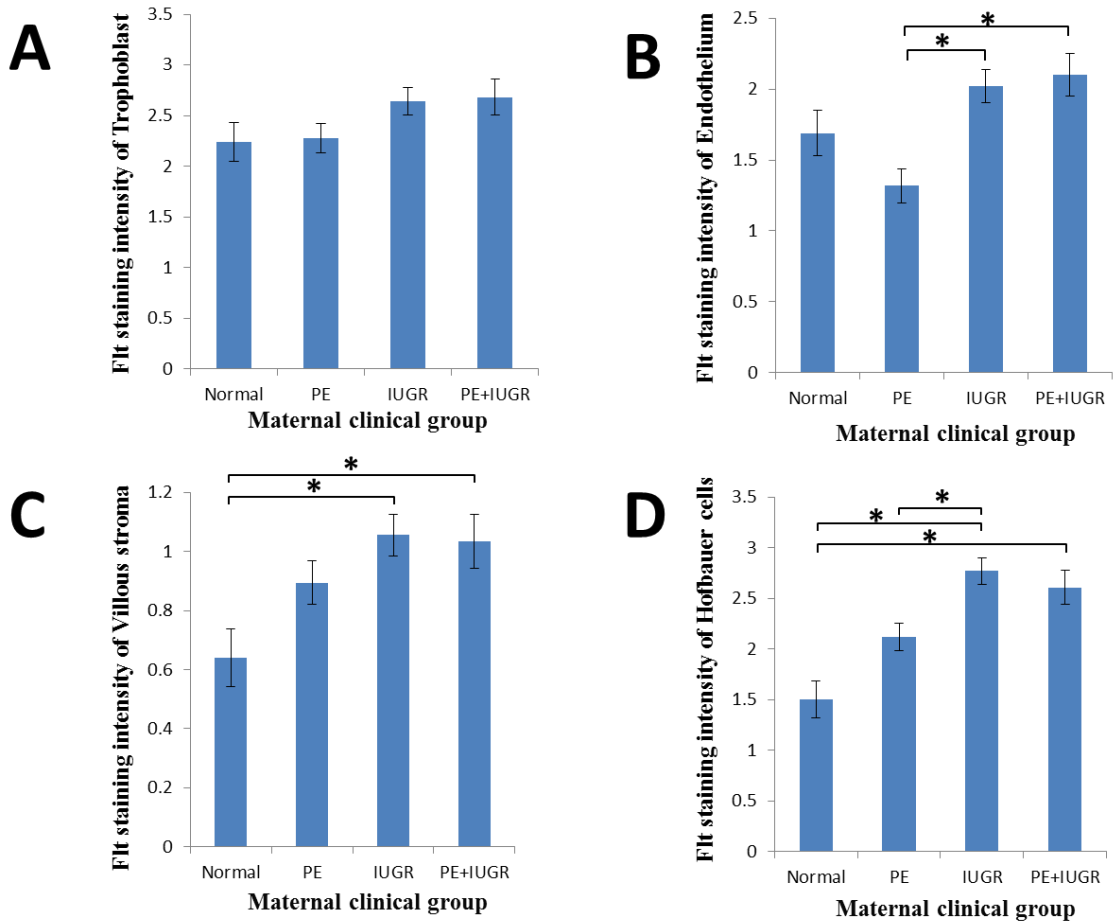 A
Flt staining intensity of Trophoblast
3.5
3
2.5
2
1.5
1
0.5
0
Normal PE IUGR PE+IUGR
Maternal clinical group
B
Flt staining intensity of Endothelium
2.5
2
1.5
1
0.5
0
*
*
Normal PE IUGR PE+IUGR
Maternal clinical group
C
Flt staining intensity of Villous stroma
1.2
1
0.8
0.6
0.4
0.2
0
*
*
Normal PE IUGR PE+IUGR
Maternal clinical group
D
Flt staining intensity of Hofbauer cells
3.5
3
2.5
2
1.5
1
0.5
0
*
*
*
Normal PE IUGR PE+IUGR
Maternal clinical group